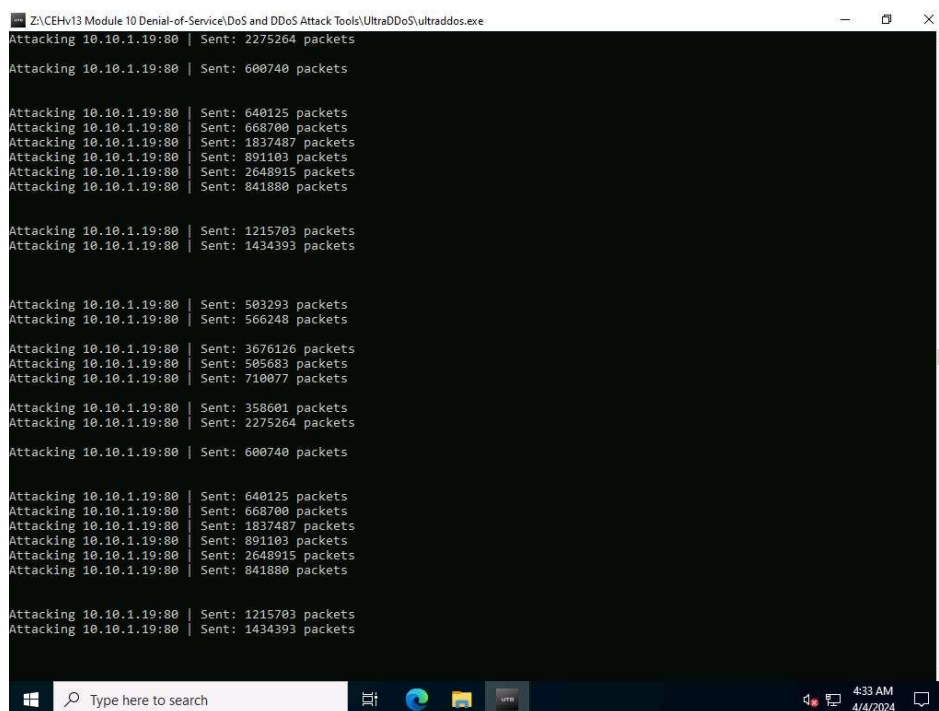 Z:\CEHv13 Module 10 Denial-of-Service\DoS and DDoS Attack Tools\UltraDDoS\ultraddos.exe
Attacking 10.10.1.19:80 | Sent: 2275264 packets
Attacking 10.10.1.19:80 | Sent: 600740 packets
Attacking 10.10.1.19:80 | Sent: 640125 packets
Attacking 10.10.1.19:80 | Sent: 668700 packets
Attacking 10.10.1.19:80 | Sent: 1837487 packets
Attacking 10.10.1.19:80 | Sent: 891103 packets
Attacking 10.10.1.19:80 | Sent: 2648915 packets
Attacking 10.10.1.19:80 | Sent: 841880 packets
Attacking 10.10.1.19:80 | Sent: 1215703 packets
Attacking 10.10.1.19:80 | Sent: 1434393 packets
Attacking 10.10.1.19:80 | Sent: 503293 packets
Attacking 10.10.1.19:80 | Sent: 566248 packets
Attacking 10.10.1.19:80 | Sent: 3676126 packets
Attacking 10.10.1.19:80 | Sent: 505683 packets
Attacking 10.10.1.19:80 | Sent: 710077 packets
Attacking 10.10.1.19:80 | Sent: 358601 packets
Attacking 10.10.1.19:80 | Sent: 2275264 packets
Attacking 10.10.1.19:80 | Sent: 600740 packets
Attacking 10.10.1.19:80 | Sent: 640125 packets
Attacking 10.10.1.19:80 | Sent: 668700 packets
Attacking 10.10.1.19:80 | Sent: 1837487 packets
Attacking 10.10.1.19:80 | Sent: 891103 packets
Attacking 10.10.1.19:80 | Sent: 2648915 packets
Attacking 10.10.1.19:80 | Sent: 841880 packets
Attacking 10.10.1.19:80 | Sent: 1215703 packets
Attacking 10.10.1.19:80 | Sent: 1434393 packets
Type here to search
4:33 AM
4/4/2024